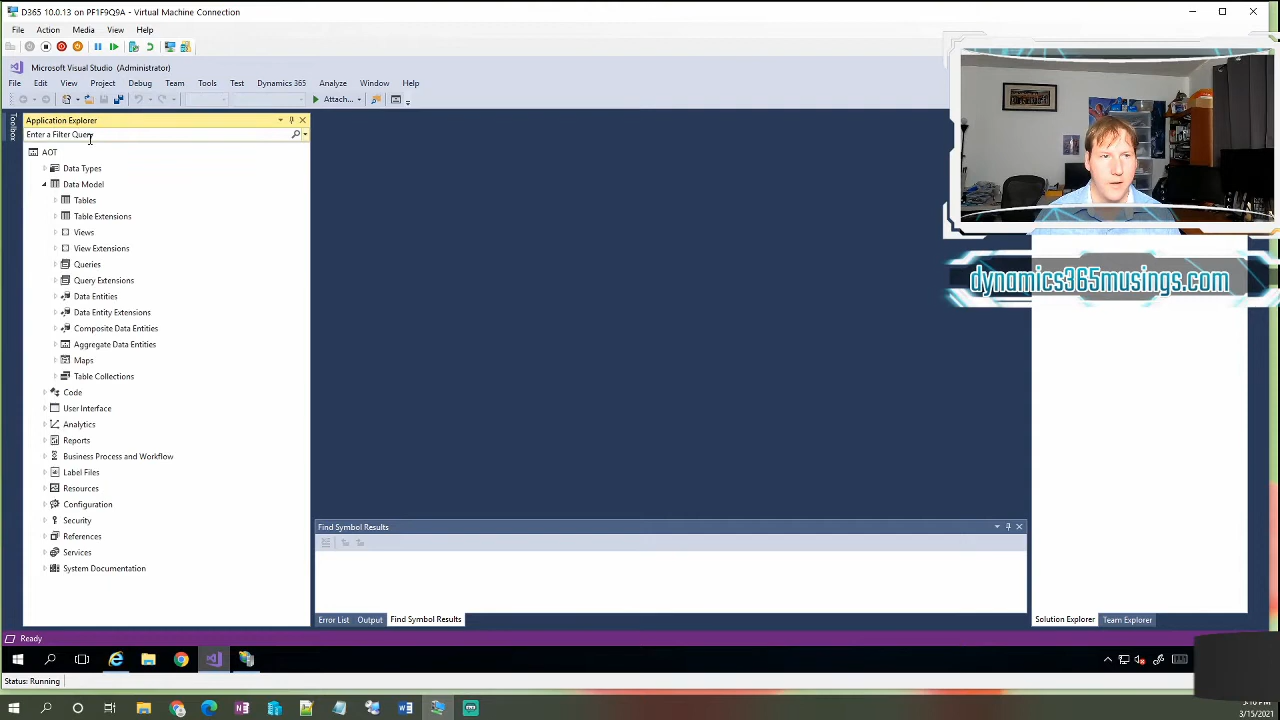 D365 10.0.13 on PF1F9Q9A - Virtual Machine Connection
File Action Media View Help
Microsoft Visual Studio (Administrator)
File Edit View Project Debug Team Tools Test Dynamics 365 Analyze Window Help
Attach...
Toolbox
Application Explorer
Enter a Filter Query
AOT
Data Types
Data Model
Tables
Table Extensions
Views
View Extensions
Queries
Query Extensions
Data Entities
Data Entity Extensions
Composite Data Entities
Aggregate Data Entities
Maps
Table Collections
Code
User Interface
Analytics
Reports
Business Process and Workflow
Label Files
Resources
Configuration
Security
References
Services
System Documentation
dynamics365musings.com
Find Symbol Results
Error List Output Find Symbol Results
Solution Explorer Team Explorer
Ready
Status: Running
3/15/2021